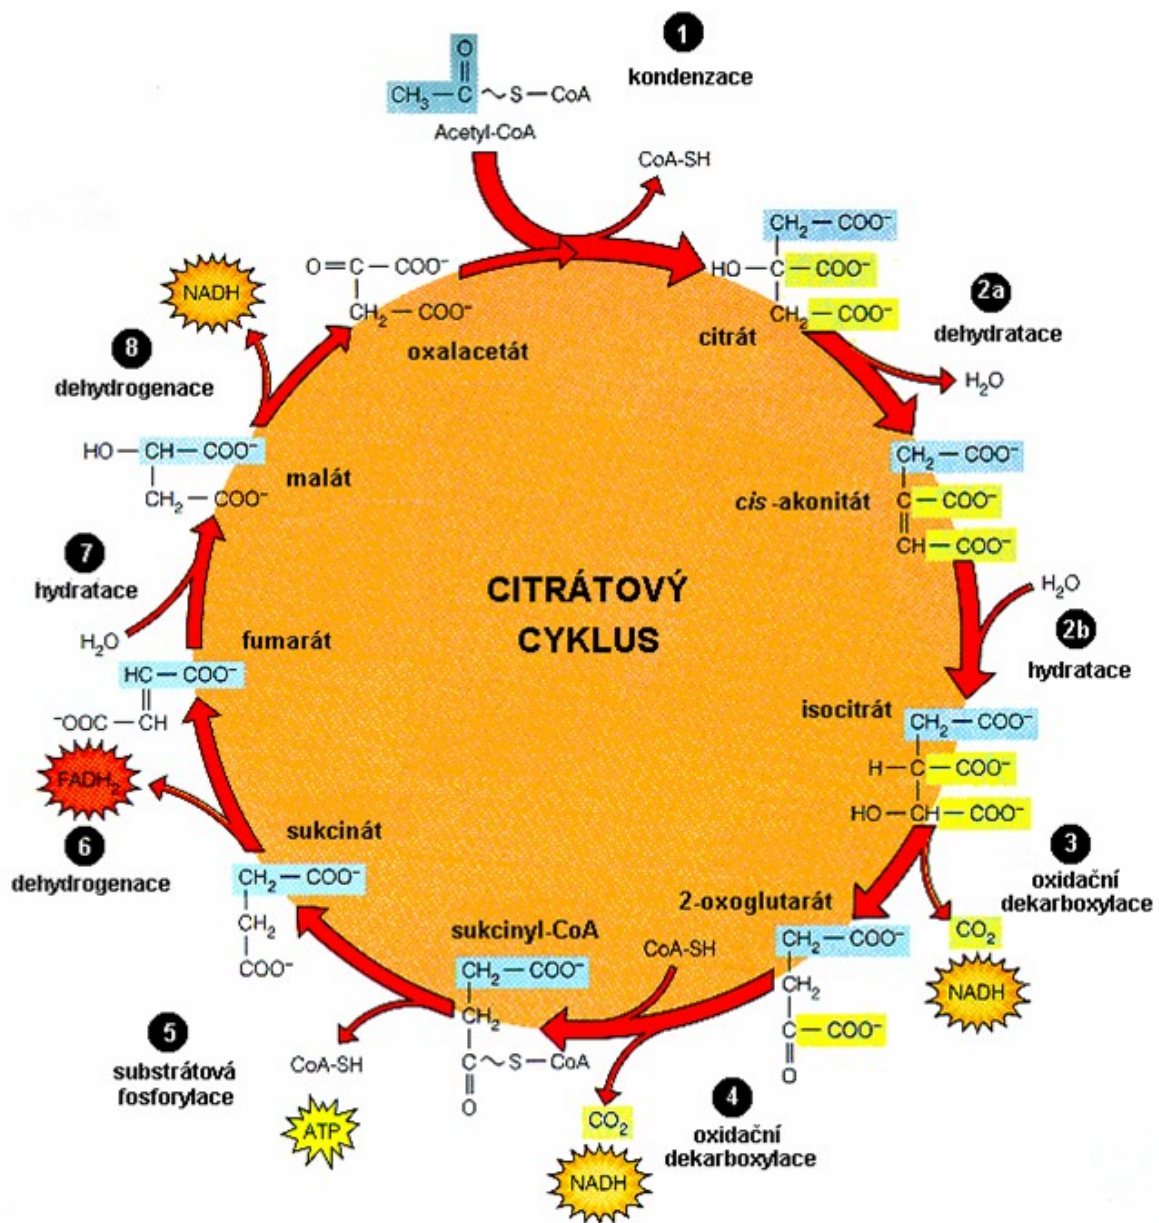 1
kondenzace
O
CH₃—C~S—CoA
Acetyl-CoA
CoA-SH
CH₂—COO⁻
HO—C—COO⁻
CH₂—COO⁻
citrát
2a
dehydratace
H₂O
CH₂—COO⁻
C—COO⁻
CH—COO⁻
cis-akonitát
H₂O
2b
hydratace
isocitrát
CH₂—COO⁻
H—C—COO⁻
HO—CH—COO⁻
3
oxidační
dekarboxylace
CO₂
NADH
2-oxoglutarát
CH₂—COO⁻
CH₂
C—COO⁻
O
CoA-SH
4
oxidační
dekarboxylace
CO₂
NADH
sukcinyl-CoA
CH₂—COO⁻
CH₂
C~S—CoA
O
5
substrátová
fosforylace
CoA-SH
ATP
sukcinát
CH₂—COO⁻
CH₂
COO⁻
6
dehydrogenace
FADH₂
fumarát
HC—COO⁻
⁻OOC—CH
7
hydratace
H₂O
malát
HO—CH—COO⁻
CH₂—COO⁻
8
dehydrogenace
NADH
oxalacetát
O=C—COO⁻
CH₂—COO⁻
CITRÁTOVÝ
CYKLUS